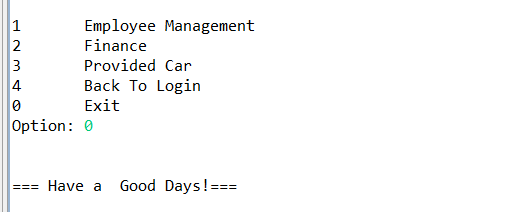 1 Employee Management
2 Finance
3 Provided Car
4 Back To Login
0 Exit
Option: 0
=== Have a  Good Days!===